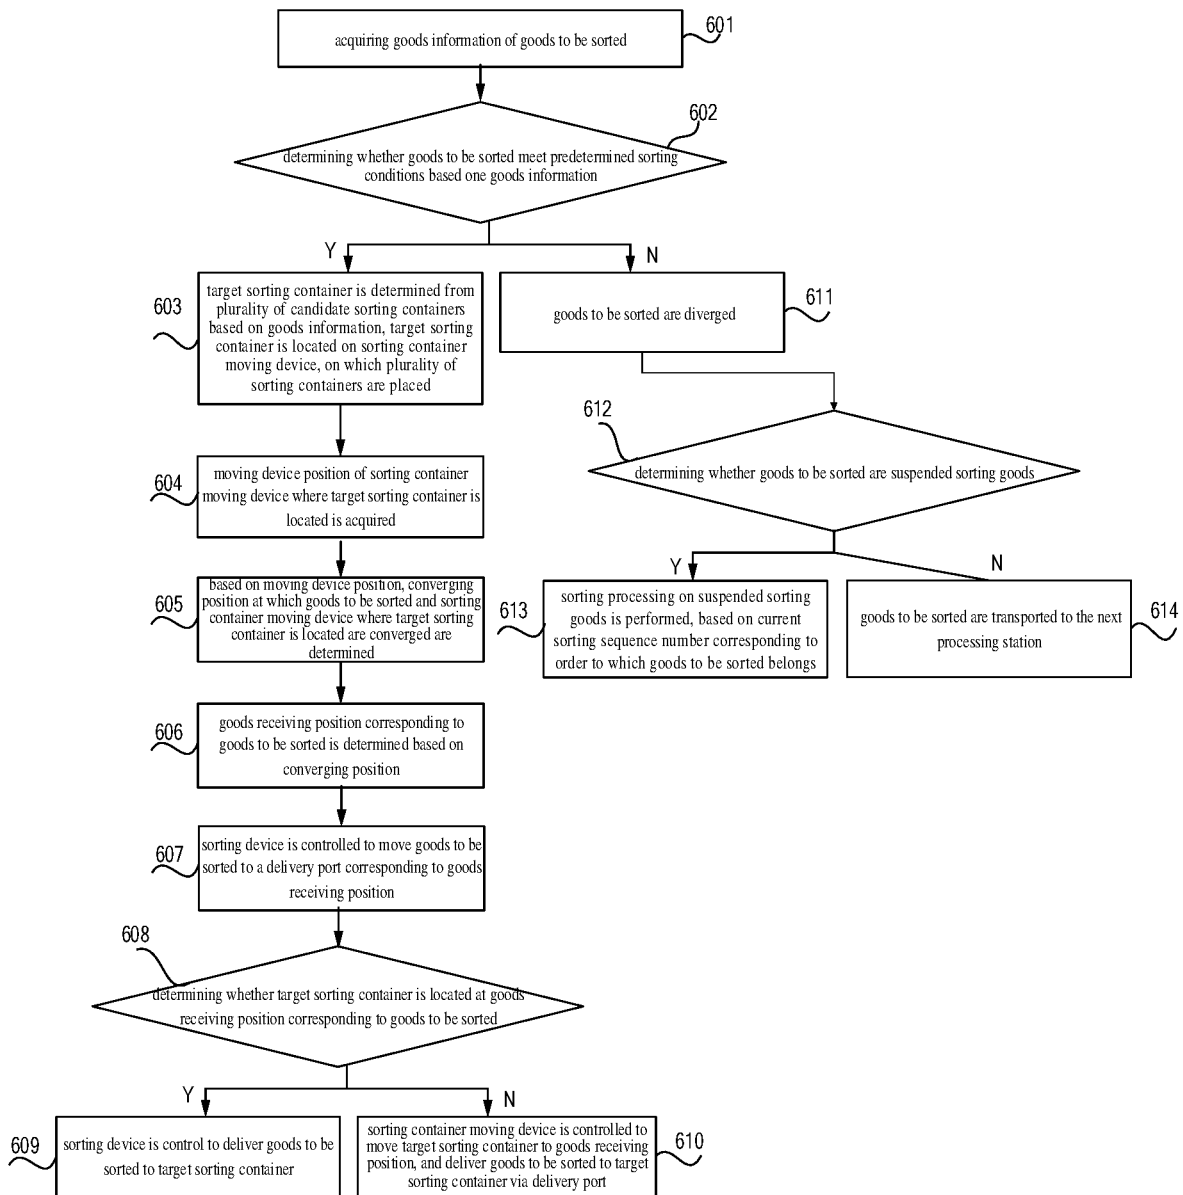 acquiring goods information of goods to be sorted
601
602
determining whether goods to be sorted meet predetermined sorting
conditions based one goods information
Y
N
603
target sorting container is determined from
plurality of candidate sorting containers
based on goods information, target sorting
container is located on sorting container
moving device, on which plurality of
sorting containers are placed
goods to be sorted are diverged
611
612
determining whether goods to be sorted are suspended sorting goods
604
moving device position of sorting container
moving device where target sorting container is
located is acquired
Y
N
605
based on moving device position, converging
position at which goods to be sorted and sorting
container moving device where target sorting
container is located are converged are
determined
613
sorting processing on suspended sorting
goods is performed, based on current
sorting sequence number corresponding to
order to which goods to be sorted belongs
goods to be sorted are transported to the next
processing station
614
606
goods receiving position corresponding to
goods to be sorted is determined based on
converging position
607
sorting device is controlled to move goods to be
sorted to a delivery port corresponding to goods
receiving position
608
determining whether target sorting container is located at goods
receiving position corresponding to goods to be sorted
Y
N
609
sorting device is control to deliver goods to be
sorted to target sorting container
sorting container moving device is controlled to
move target sorting container to goods receiving
position, and deliver goods to be sorted to target
sorting container via delivery port
610